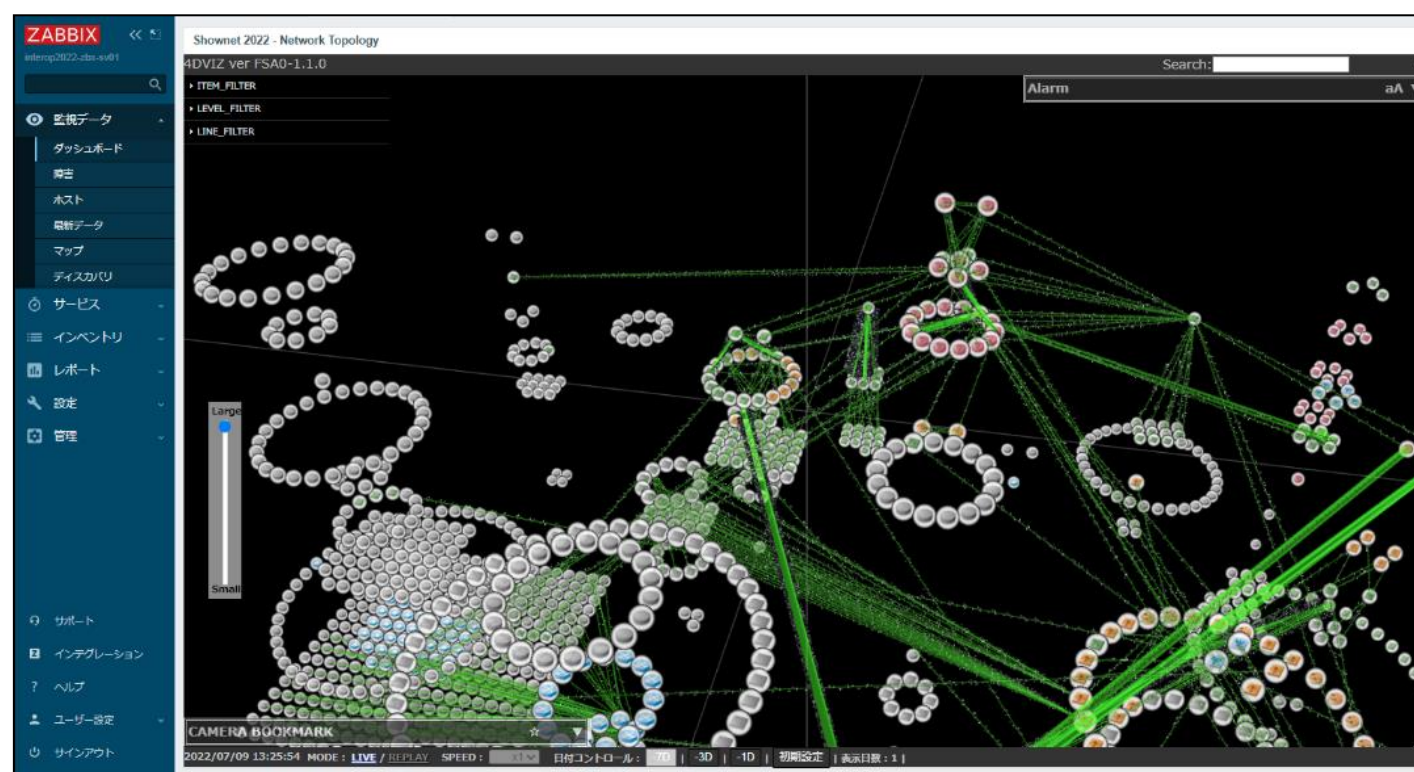 ZABBIX
interop2022-zbx-sv01
監視データ
ダッシュボード
障害
ホスト
最新データ
マップ
ディスカバリ
サービス
インベントリ
レポート
設定
管理
サポート
インテグレーション
ヘルプ
ユーザー設定
サインアウト
Shownet 2022 - Network Topology
4DVIZ ver FSA0-1.1.0
Search:
ITEM_FILTER
LEVEL_FILTER
LINE_FILTER
Alarm aA
Large
Small
CAMERA BOOKMARK
2022/07/09 13:25:54 MODE : LIVE / REPLAY SPEED : x1 日付コントロール : -7D | -3D | -1D | 初期設定 | 表示日数 : 1 |